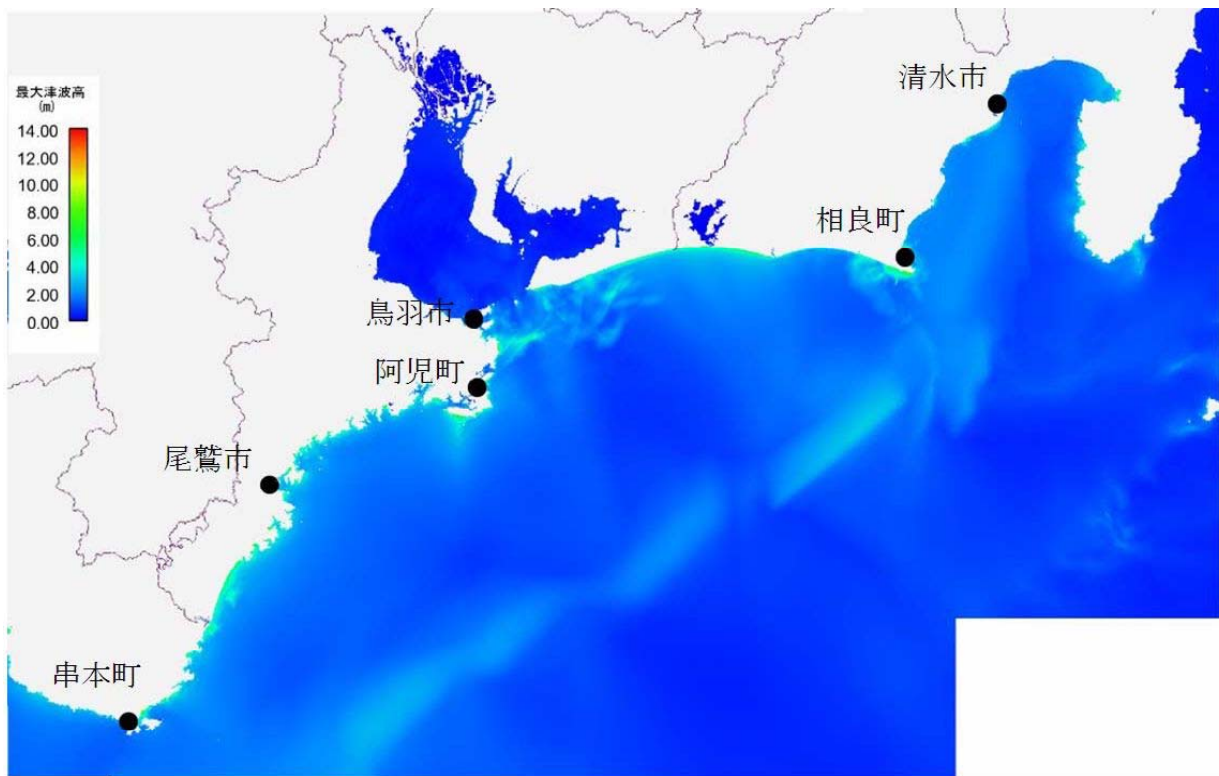 最大津波高
(m)
14.00
12.00
10.00
8.00
6.00
4.00
2.00
0.00
清水市
相良町
鳥羽市
阿児町
尾鷲市
串本町